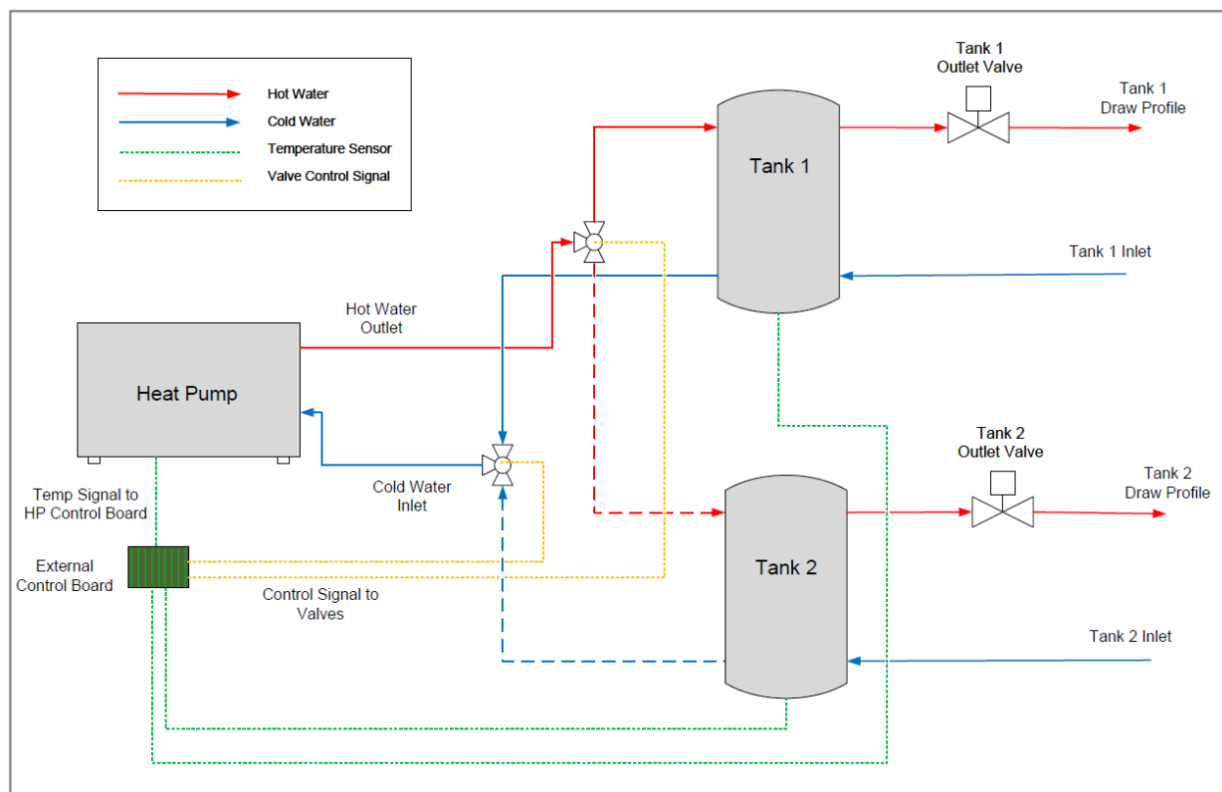 Hot Water
Cold Water
Temperature Sensor
Valve Control Signal
Tank 1
Outlet Valve
Tank 1
Draw Profile
Tank 1
Tank 1 Inlet
Hot Water
Outlet
Heat Pump
Cold Water
Inlet
Temp Signal to
HP Control Board
External
Control Board
Control Signal to
Valves
Tank 2
Outlet Valve
Tank 2
Draw Profile
Tank 2
Tank 2 Inlet